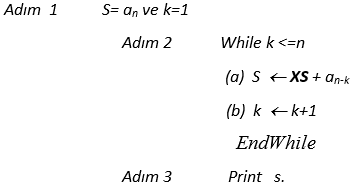 Adım 1 S= aₙ ve k=1
Adım 2 While k <=n
(a) S ←XS + aₙ₋ₖ
(b) k ←k+1
EndWhile
Adım 3 Print s.